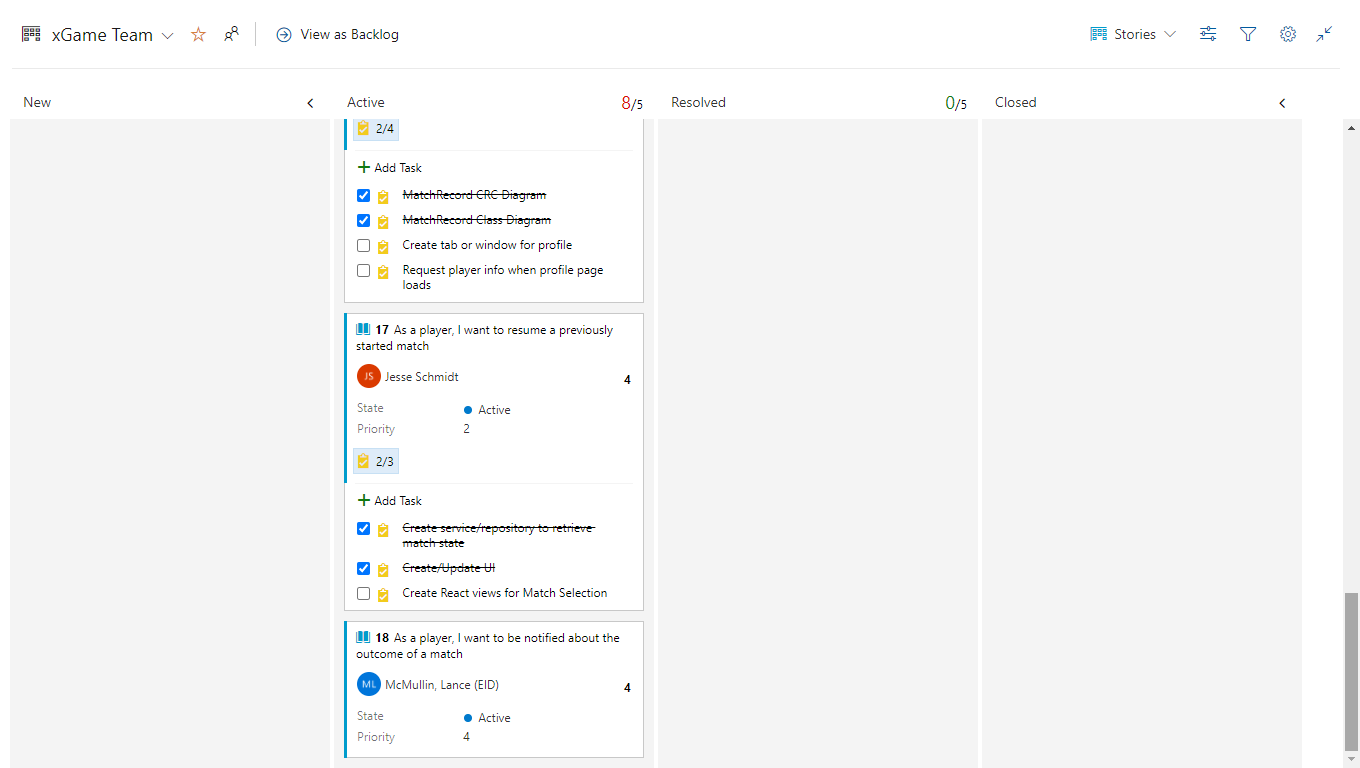 xGame Team
View as Backlog
Stories
New
Active
8/5
Resolved
0/5
Closed
2/4
Add Task
MatchRecord CRC Diagram
MatchRecord Class Diagram
Create tab or window for profile
Request player info when profile page
loads
17 As a player, I want to resume a previously
started match
JS Jesse Schmidt
4
State Active
Priority 2
2/3
Add Task
Create service/repository to retrieve
match state
Create/Update UI
Create React views for Match Selection
18 As a player, I want to be notified about the
outcome of a match
ML McMullin, Lance (EID)
4
State Active
Priority 4